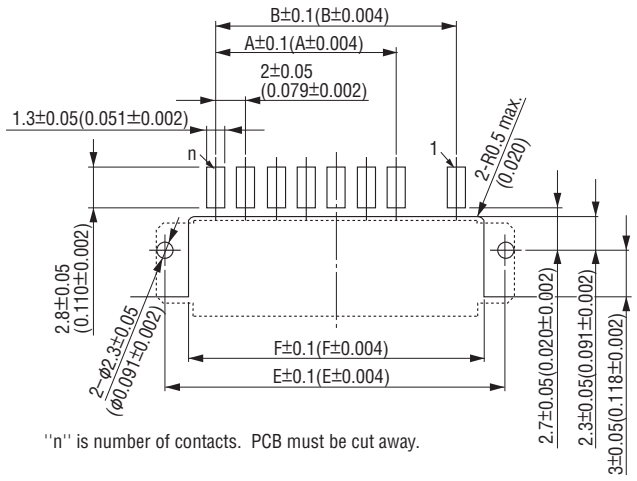 B±0.1(B±0.004)
A±0.1(A±0.004)
2±0.05
(0.079±0.002)
1.3±0.05(0.051±0.002)
n
1
2-R0.5 max.
(0.020)
2.8±0.05
(0.110±0.002)
2-ϕ2.3±0.05
(ϕ0.091±0.002)
F±0.1(F±0.004)
E±0.1(E±0.004)
2.7±0.05(0.020±0.002)
2.3±0.05(0.091±0.002)
3±0.05(0.118±0.002)
''n'' is number of contacts. PCB must be cut away.